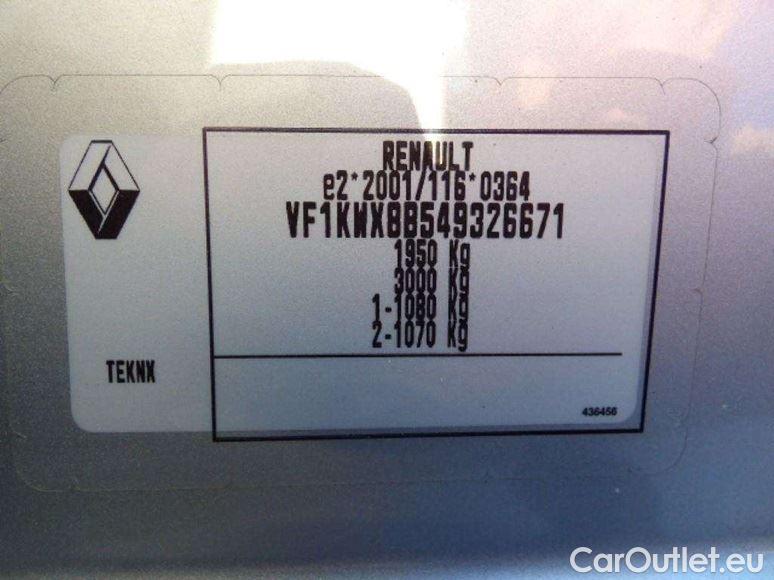 RENAULT
e2*2001/116*0364
VF1KWXBB549326671
1950 Kg
3000 Kg
1-1080 Kg
2-1070 Kg
TEKNX
436456
CarOutlet.eu